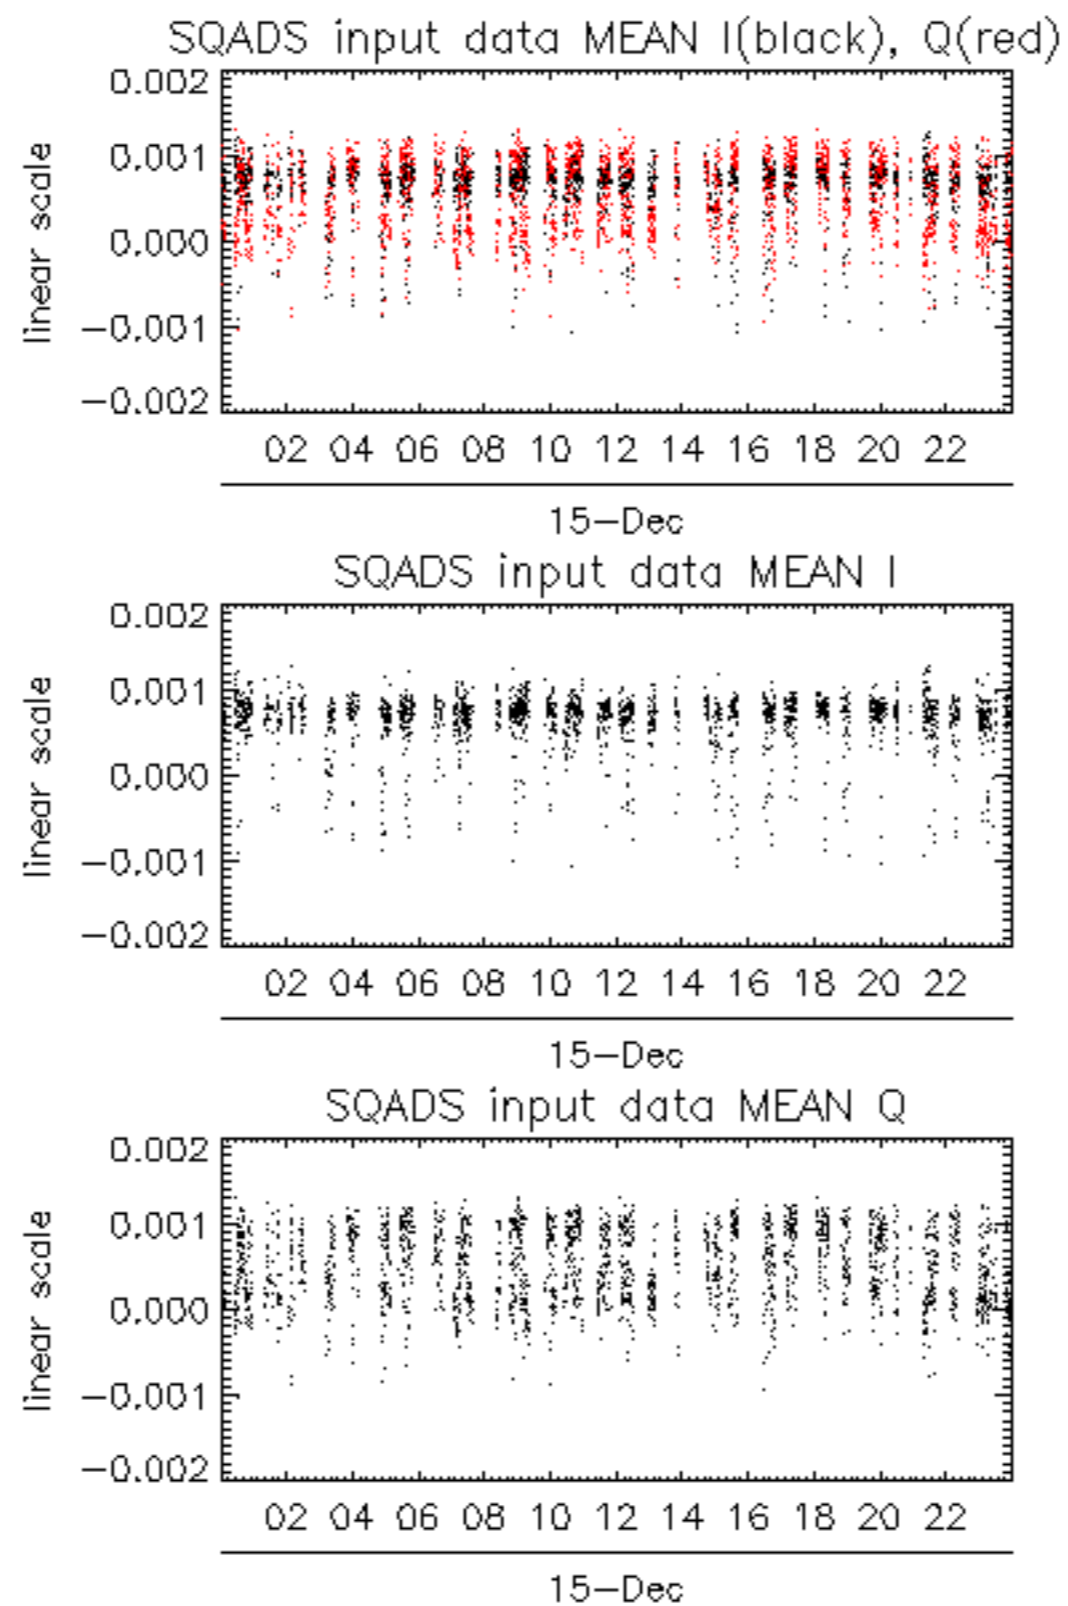 SQADS input data MEAN I(black), Q(red)
0.002
0.001
0.000
−0.001
−0.002
linear scale
02 04 06 08 10 12 14 16 18 20 22
15−Dec
SQADS input data MEAN I
0.002
0.001
0.000
−0.001
−0.002
linear scale
02 04 06 08 10 12 14 16 18 20 22
15−Dec
SQADS input data MEAN Q
0.002
0.001
0.000
−0.001
−0.002
linear scale
02 04 06 08 10 12 14 16 18 20 22
15−Dec